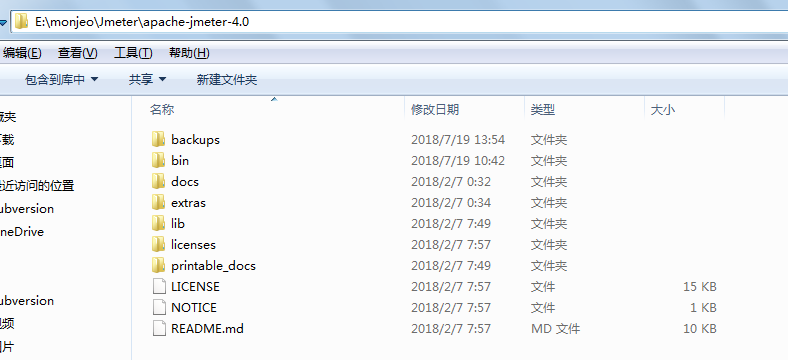 E:\monjeo\Jmeter\apache-jmeter-4.0
编辑(E) 查看(V) 工具(T) 帮助(H)
包含到库中 共享 新建文件夹
名称 修改日期 类型 大小
backups 2018/7/19 13:54 文件夹
bin 2018/7/19 10:42 文件夹
docs 2018/2/7 0:32 文件夹
extras 2018/2/7 0:34 文件夹
lib 2018/2/7 7:49 文件夹
licenses 2018/2/7 7:57 文件夹
printable_docs 2018/2/7 7:49 文件夹
LICENSE 2018/2/7 7:57 文件 15 KB
NOTICE 2018/2/7 7:57 文件 1 KB
README.md 2018/2/7 7:57 MD 文件 10 KB
近访问的位置
ubversion
neDrive
ubversion